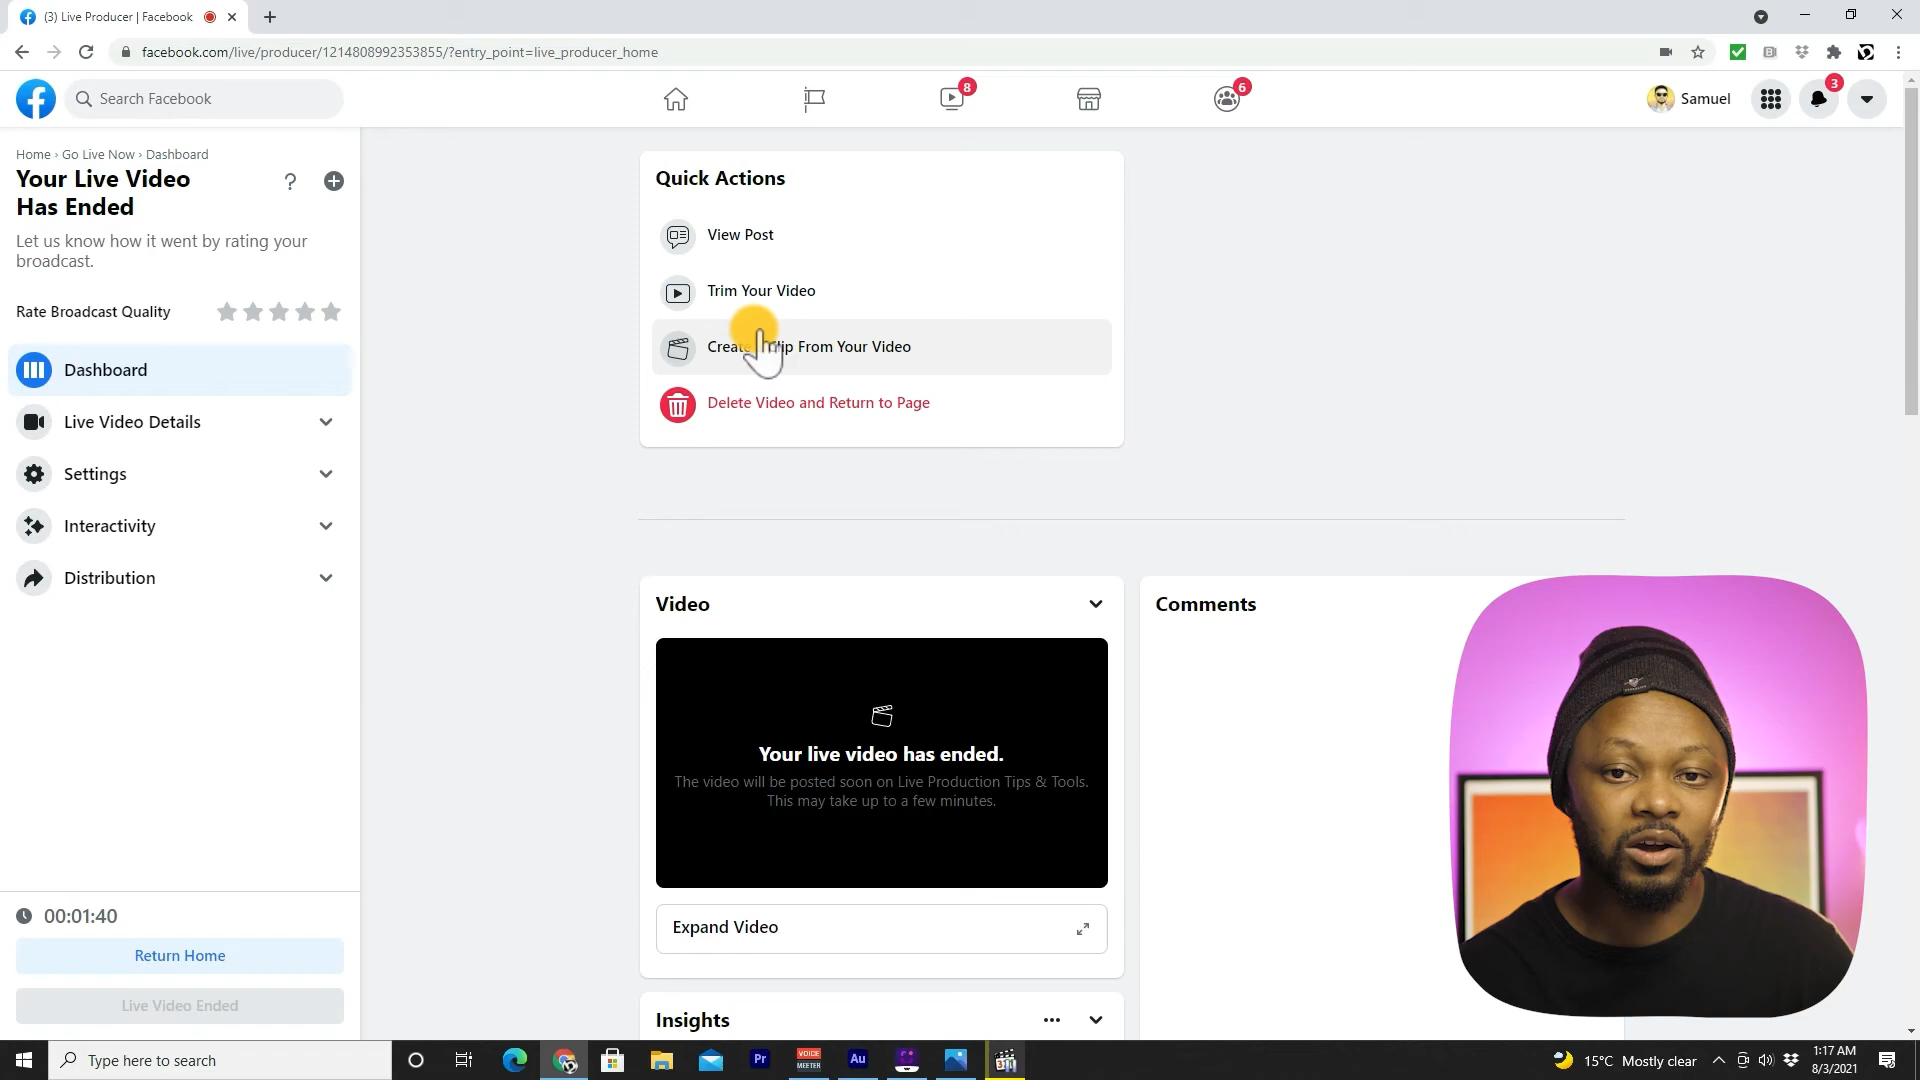 (3) Live Producer | Facebook
facebook.com/live/producer/1214808992353855/?entry_point=live_producer_home
Search Facebook
8
6
Samuel
3
Home › Go Live Now › Dashboard
Your Live Video
Has Ended
?
Let us know how it went by rating your
broadcast.
Rate Broadcast Quality
Dashboard
Live Video Details
Settings
Interactivity
Distribution
00:01:40
Return Home
Live Video Ended
Quick Actions
View Post
Trim Your Video
Create Clip From Your Video
Delete Video and Return to Page
Video
Your live video has ended.
The video will be posted soon on Live Production Tips & Tools.
This may take up to a few minutes.
Expand Video
Insights
Comments
Type here to search
Pr
VOICE
MEETER
Au
15°C Mostly clear
1:17 AM
8/3/2021